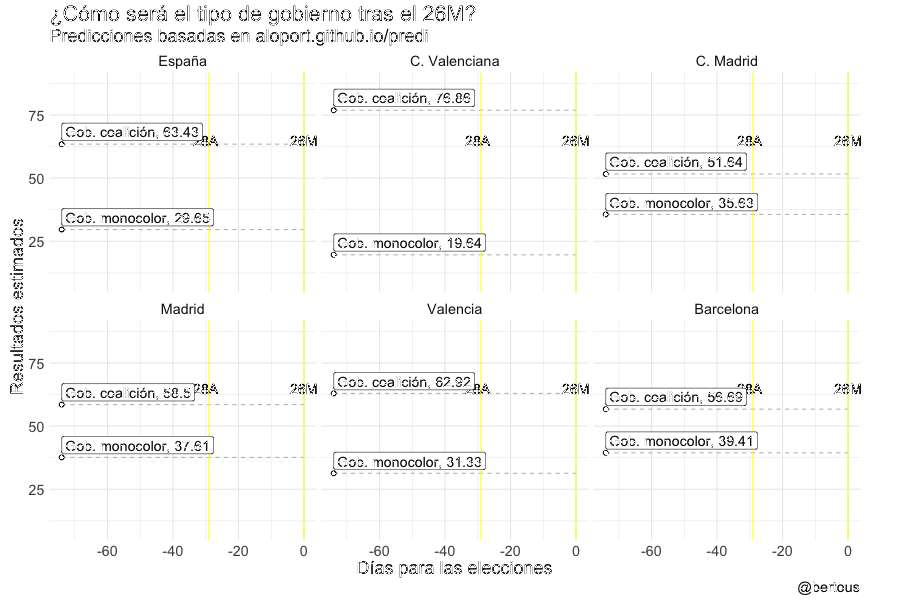 ¿Cómo será el tipo de gobierno tras el 26M?
Predicciones basadas en aloport.github.io/predi
España
C. Valenciana
C. Madrid
Gob. coalición, 63.43
Gob. monocolor, 29.65
28A
26M
Gob. coalición, 76.86
Gob. monocolor, 19.64
28A
26M
Gob. coalición, 51.64
Gob. monocolor, 35.63
28A
26M
75
50
25
Resultados estimados
Madrid
Valencia
Barcelona
Gob. coalición, 58.5
Gob. monocolor, 37.61
28A
26M
Gob. coalición, 62.92
Gob. monocolor, 31.33
28A
26M
Gob. coalición, 56.69
Gob. monocolor, 39.41
28A
26M
75
50
25
-60 -40 -20 0
-60 -40 -20 0
-60 -40 -20 0
Días para las elecciones
@bertous